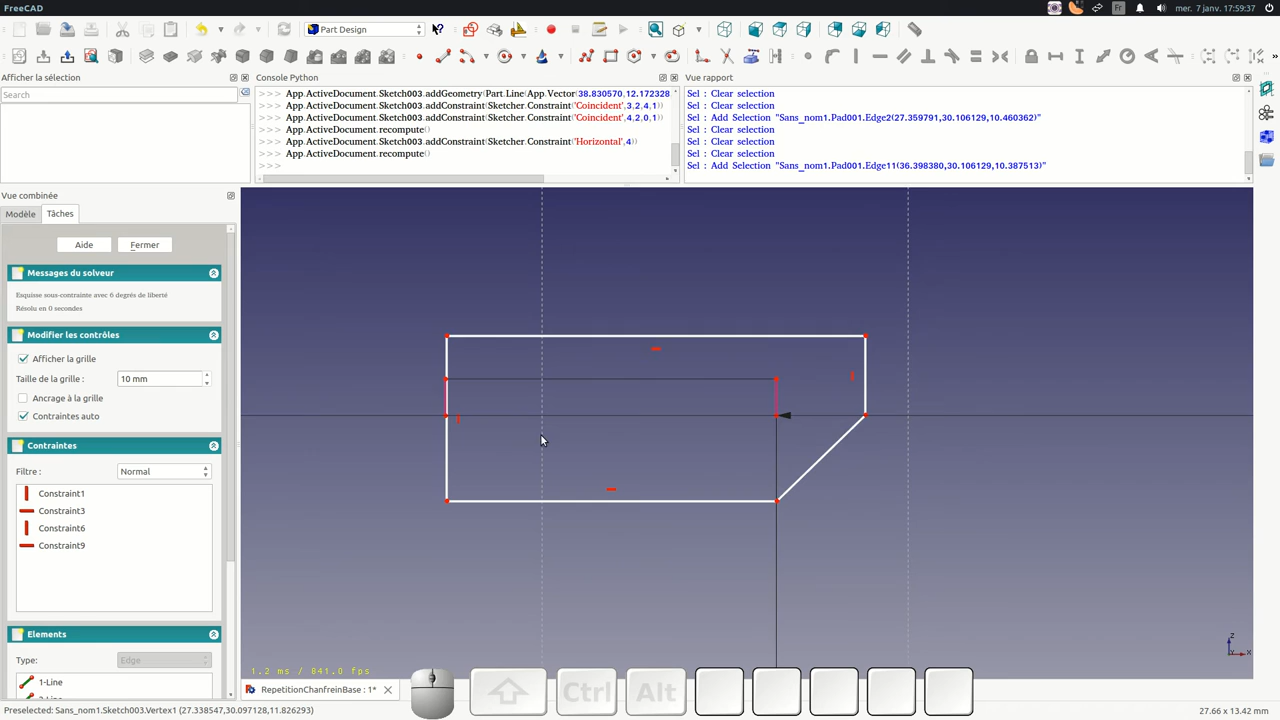 FreeCAD
Fr
mer. 7 janv. 17:59:37
Part Design
Afficher la sélection
Search
Console Python
>>> App.ActiveDocument.Sketch003.addGeometry(Part.Line(App.Vector(38.830570,12.172328
>>> App.ActiveDocument.Sketch003.addConstraint(Sketcher.Constraint('Coincident',3,2,4,1))
>>> App.ActiveDocument.Sketch003.addConstraint(Sketcher.Constraint('Coincident',4,2,0,1))
>>> App.ActiveDocument.recompute()
>>> App.ActiveDocument.Sketch003.addConstraint(Sketcher.Constraint('Horizontal',4))
>>> App.ActiveDocument.recompute()
>>>
Vue rapport
Sel : Clear selection
Sel : Clear selection
Sel : Add Selection "Sans_nom1.Pad001.Edge2(27.359791,30.106129,10.460362)"
Sel : Clear selection
Sel : Clear selection
Sel : Clear selection
Sel : Add Selection "Sans_nom1.Pad001.Edge11(36.398380,30.106129,10.387513)"
Vue combinée
Modèle
Tâches
Aide
Fermer
Messages du solveur
Esquisse sous-contrainte avec 6 degrés de liberté
Résolu en 0 secondes
Modifier les contrôles
Afficher la grille
Taille de la grille :
10 mm
Ancrage à la grille
Contraintes auto
Contraintes
Filtre :
Normal
Constraint1
Constraint3
Constraint6
Constraint9
Elements
Type:
Edge
1-Line
1.2 ms / 841.0 fps
Z
X
RepetitionChanfreinBase : 1*
Ctrl
Alt
Preselected: Sans_nom1.Sketch003.Vertex1 (27.338547,30.097128,11.826293)
27.66 x 13.42 mm